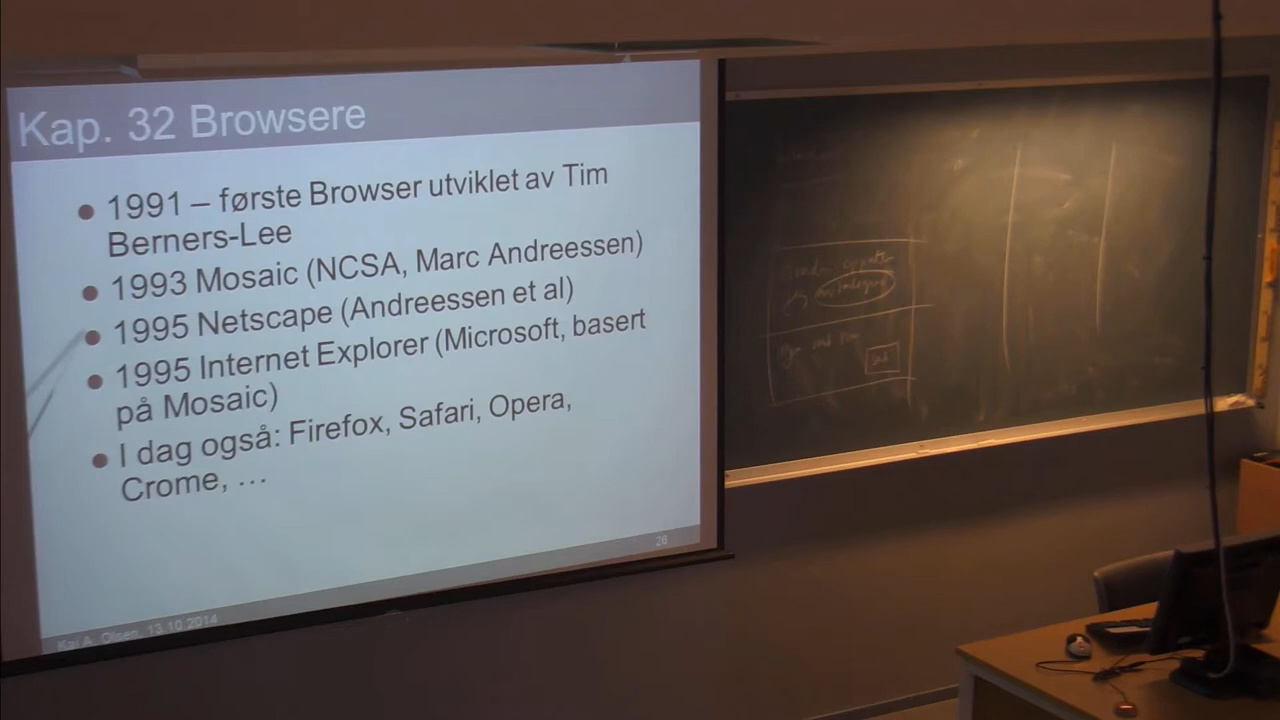 Kap. 32 Browsere
● 1991 – første Browser utviklet av Tim
Berners-Lee
● 1993 Mosaic (NCSA, Marc Andreessen)
● 1995 Netscape (Andreessen et al)
● 1995 Internet Explorer (Microsoft, basert
på Mosaic)
● I dag også: Firefox, Safari, Opera,
Crome, …
26
Kai A. Olsen, 13.10.2014